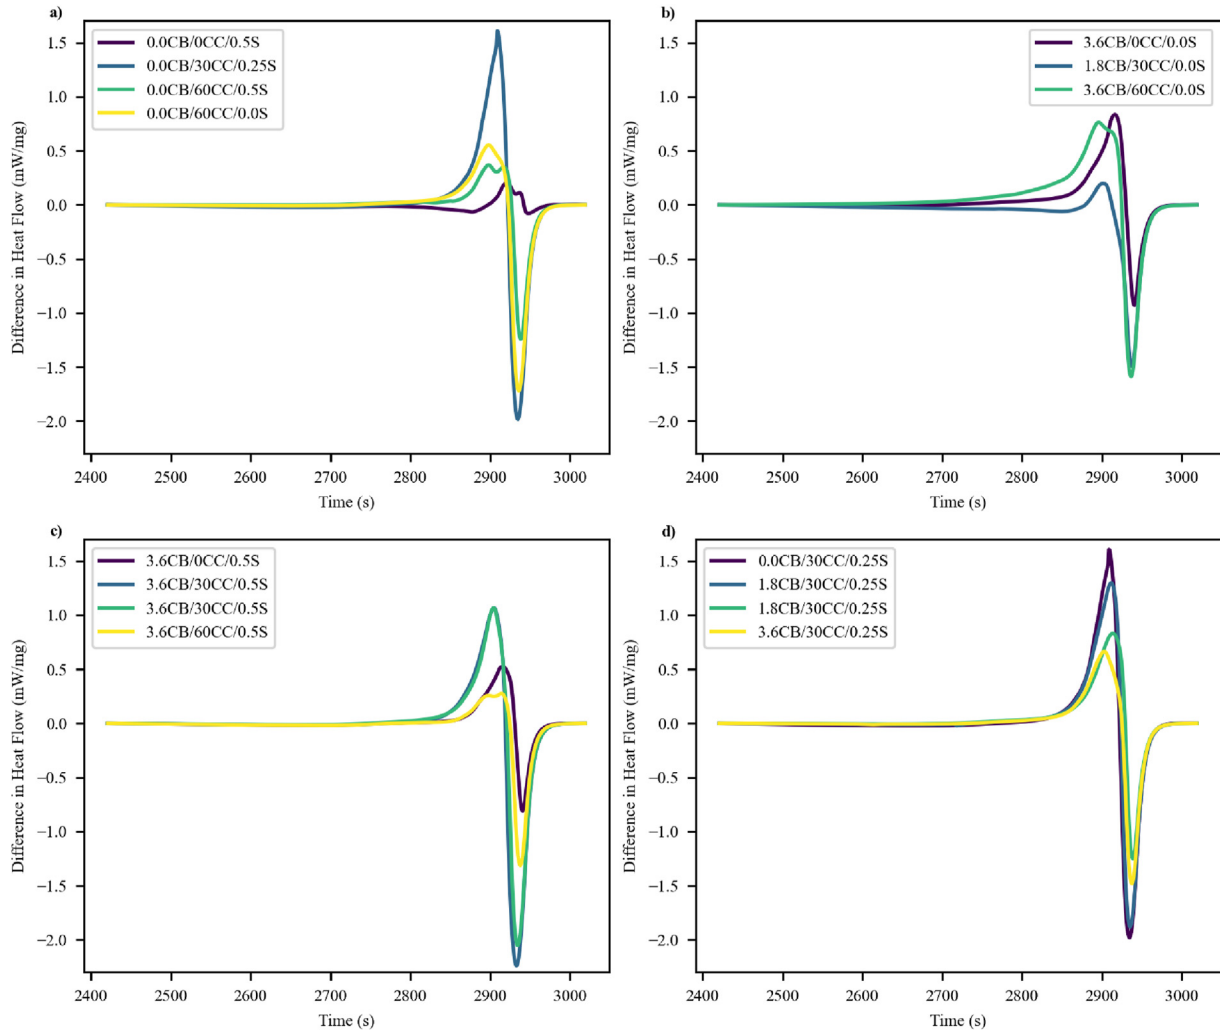 a)
1.5
1.0
0.5
0.0
−0.5
−1.0
−1.5
−2.0
Difference in Heat Flow (mW/mg)
0.0CB/0CC/0.5S
0.0CB/30CC/0.25S
0.0CB/60CC/0.5S
0.0CB/60CC/0.0S
2400 2500 2600 2700 2800 2900 3000
Time (s)
b)
1.5
1.0
0.5
0.0
−0.5
−1.0
−1.5
−2.0
Difference in Heat Flow (mW/mg)
3.6CB/0CC/0.0S
1.8CB/30CC/0.0S
3.6CB/60CC/0.0S
2400 2500 2600 2700 2800 2900 3000
Time (s)
c)
1.5
1.0
0.5
0.0
−0.5
−1.0
−1.5
−2.0
Difference in Heat Flow (mW/mg)
3.6CB/0CC/0.5S
3.6CB/30CC/0.5S
3.6CB/30CC/0.5S
3.6CB/60CC/0.5S
2400 2500 2600 2700 2800 2900 3000
Time (s)
d)
1.5
1.0
0.5
0.0
−0.5
−1.0
−1.5
−2.0
Difference in Heat Flow (mW/mg)
0.0CB/30CC/0.25S
1.8CB/30CC/0.25S
1.8CB/30CC/0.25S
3.6CB/30CC/0.25S
2400 2500 2600 2700 2800 2900 3000
Time (s)